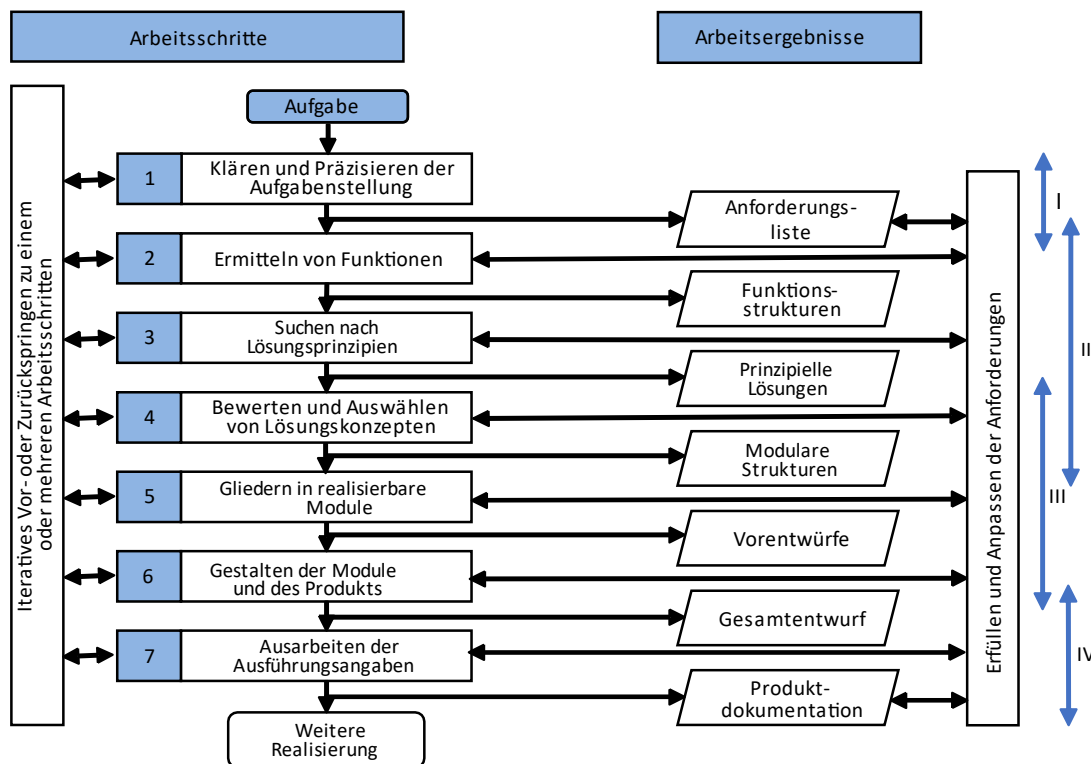 Arbeitsschritte
Arbeitsergebnisse
Aufgabe
Iteratives Vor- oder Zurückspringen zu einem
oder mehreren Arbeitsschritten
1
Klären und Präzisieren der
Aufgabenstellung
Anforderungs-
liste
2
Ermitteln von Funktionen
Funktions-
strukturen
3
Suchen nach
Lösungsprinzipien
Prinzipielle
Lösungen
4
Bewerten und Auswählen
von Lösungskonzepten
Modulare
Strukturen
5
Gliedern in realisierbare
Module
Vorentwürfe
6
Gestalten der Module
und des Produkts
Gesamtentwurf
7
Ausarbeiten der
Ausführungsangaben
Produkt-
dokumentation
Weitere
Realisierung
Erfüllen und Anpassen der Anforderungen
I
II
III
IV